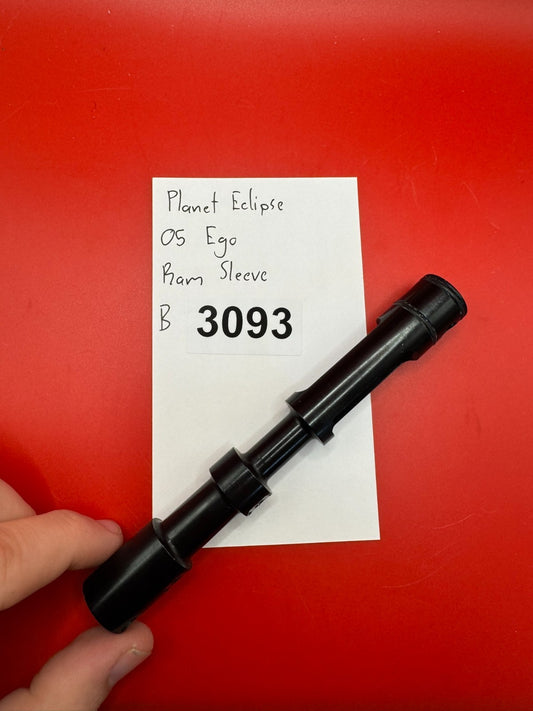 Planet Eclipse
05 Ego
Ram Sleeve
B 3093